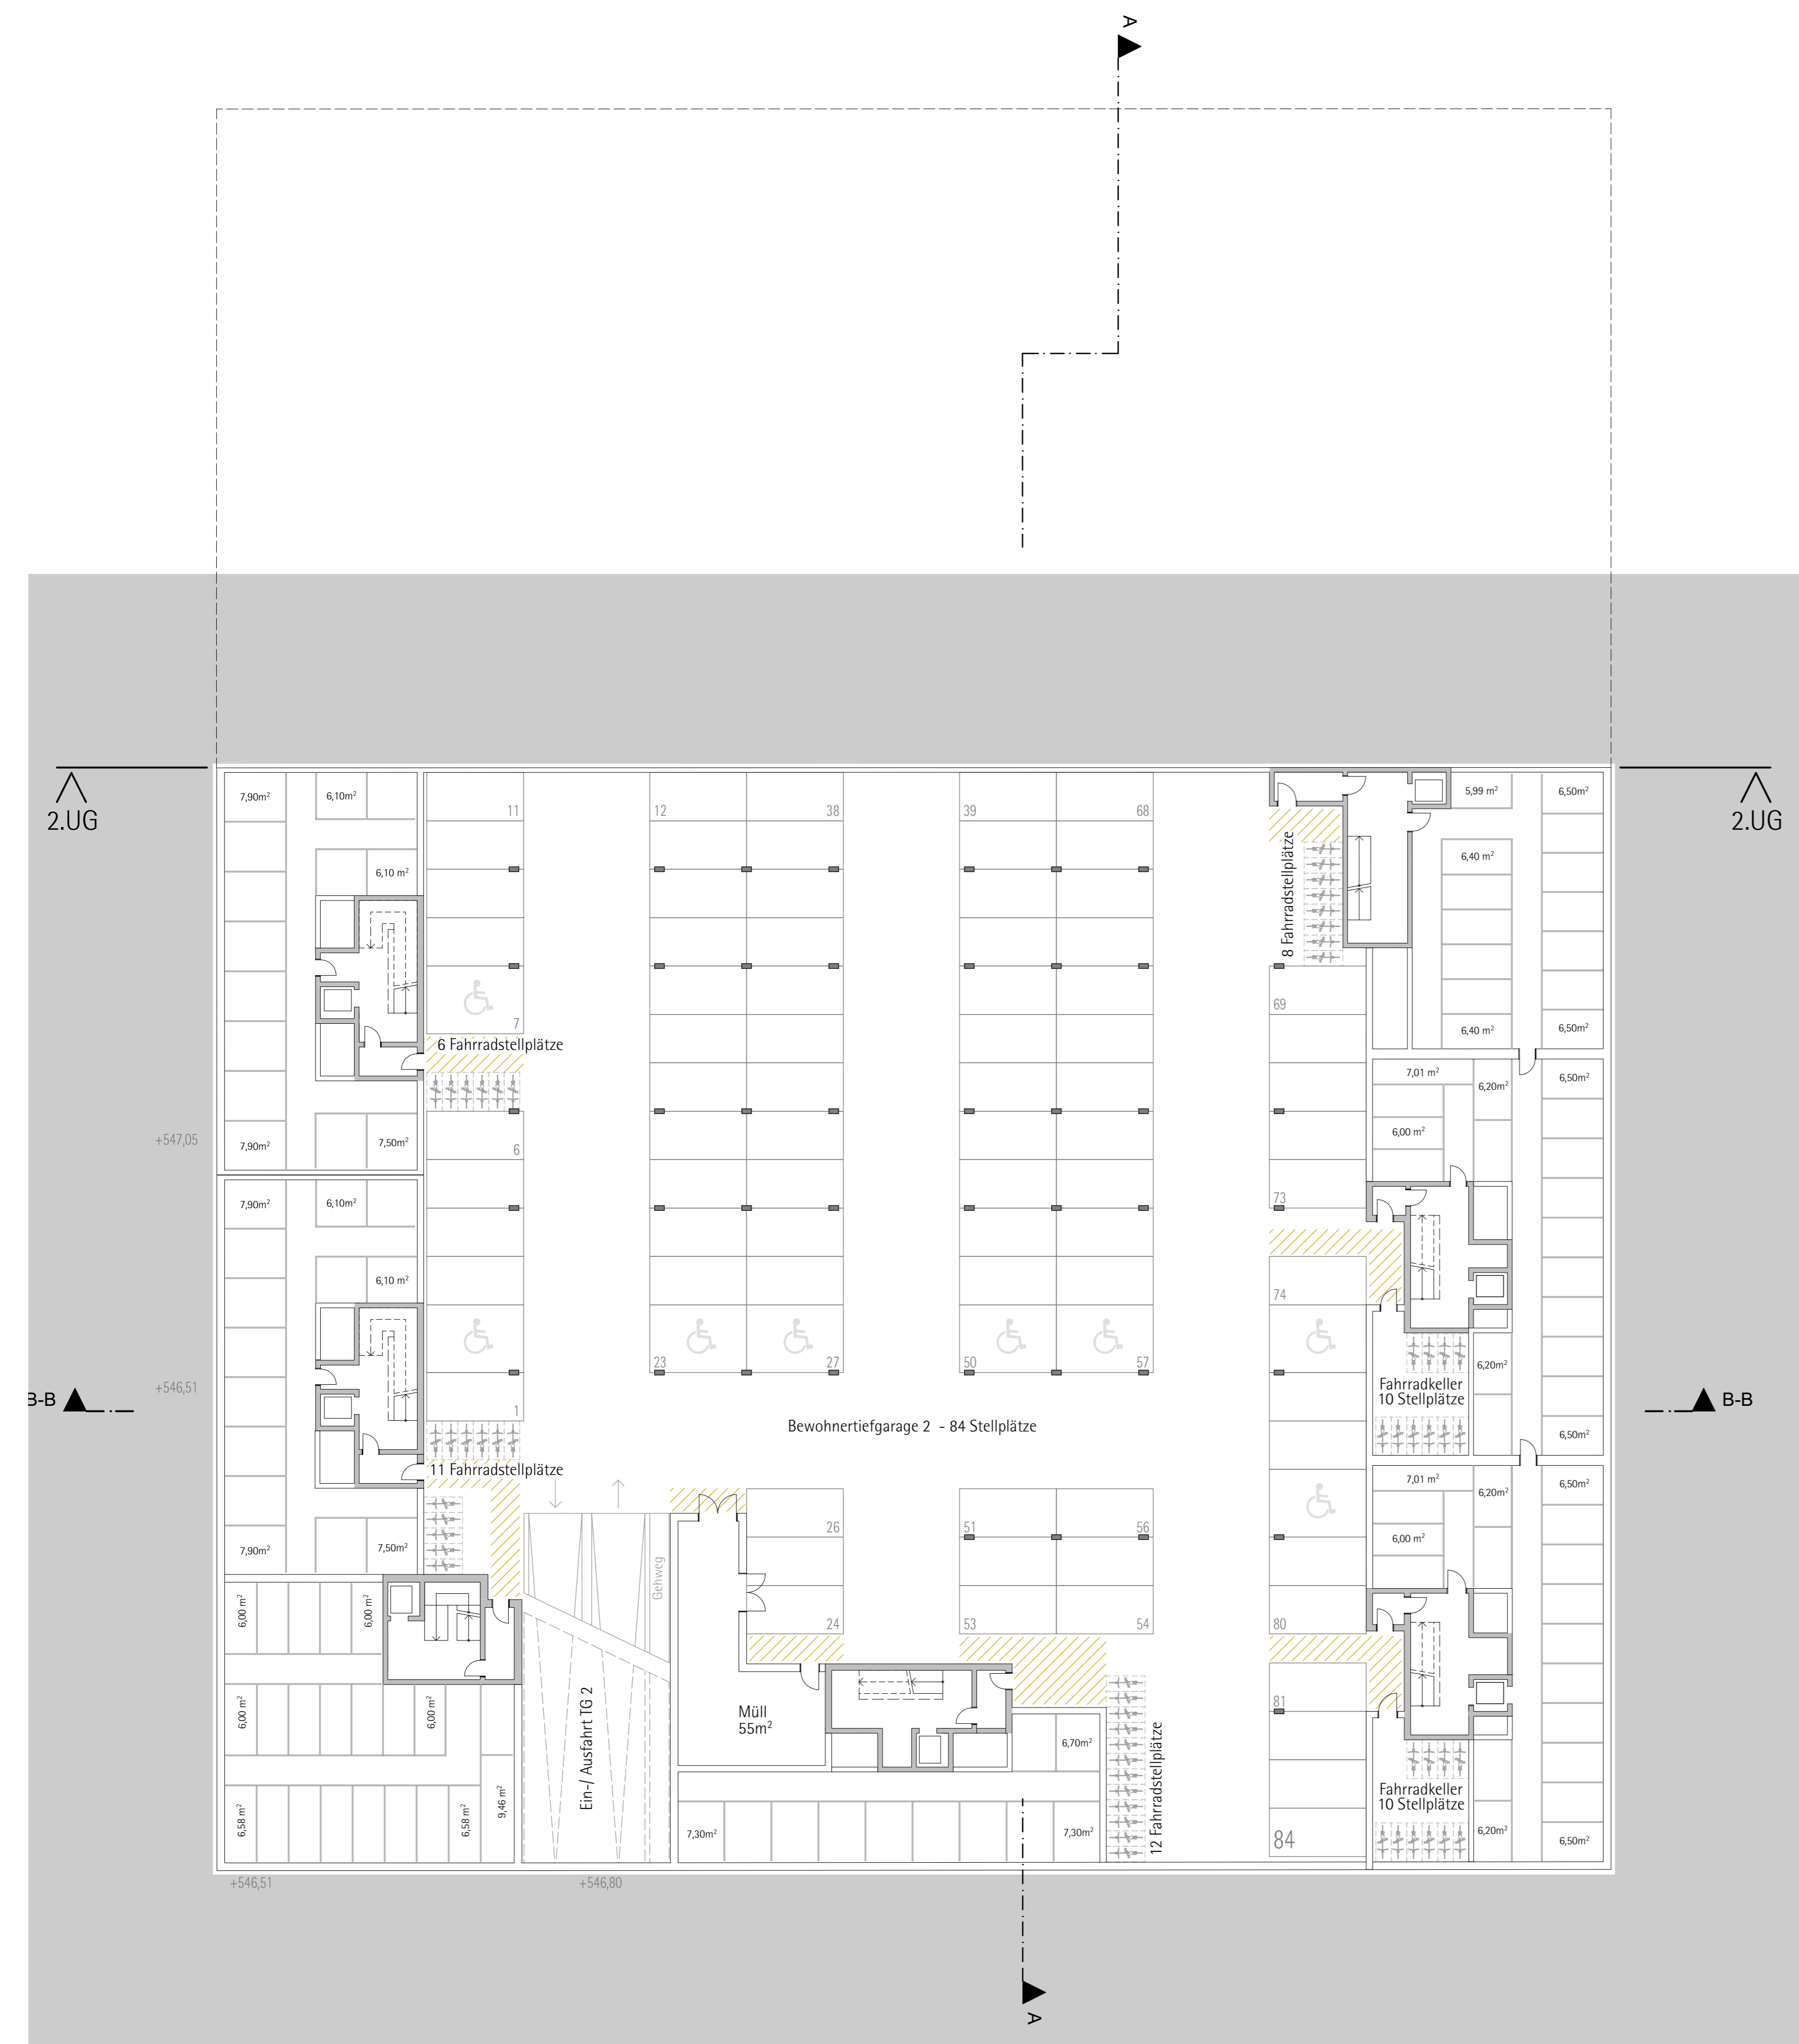 A
2.UG
2.UG
7,90m²
6,10m²
11
12
38
39
68
5,99 m²
6,50m²
8 Fahrradstellplätze
6,10 m²
6,40 m²
7
69
6,40 m²
6,50m²
6 Fahrradstellplätze
7,01 m²
6,20m²
6,50m²
+547,05
7,90m²
7,50m²
6
6,00 m²
7,90m²
6,10m²
73
6,10 m²
74
23
27
50
57
6,20m²
+546,51
B-B
B-B
1
Fahrradkeller
10 Stellplätze
Bewohnertiefgarage 2 - 84 Stellplätze
6,50m²
11 Fahrradstellplätze
7,01 m²
6,20m²
6,50m²
7,90m²
7,50m²
26
51
56
6,00 m²
Gehweg
6,00 m²
6,00 m²
24
53
54
80
6,00 m²
6,00 m²
Ein-/ Ausfahrt TG 2
Müll
55m²
81
6,70m²
12 Fahrradstellplätze
Fahrradkeller
10 Stellplätze
6,58 m²
6,58 m²
9,46 m²
7,30m²
7,30m²
84
6,20m²
6,50m²
+546,51
+546,80
A